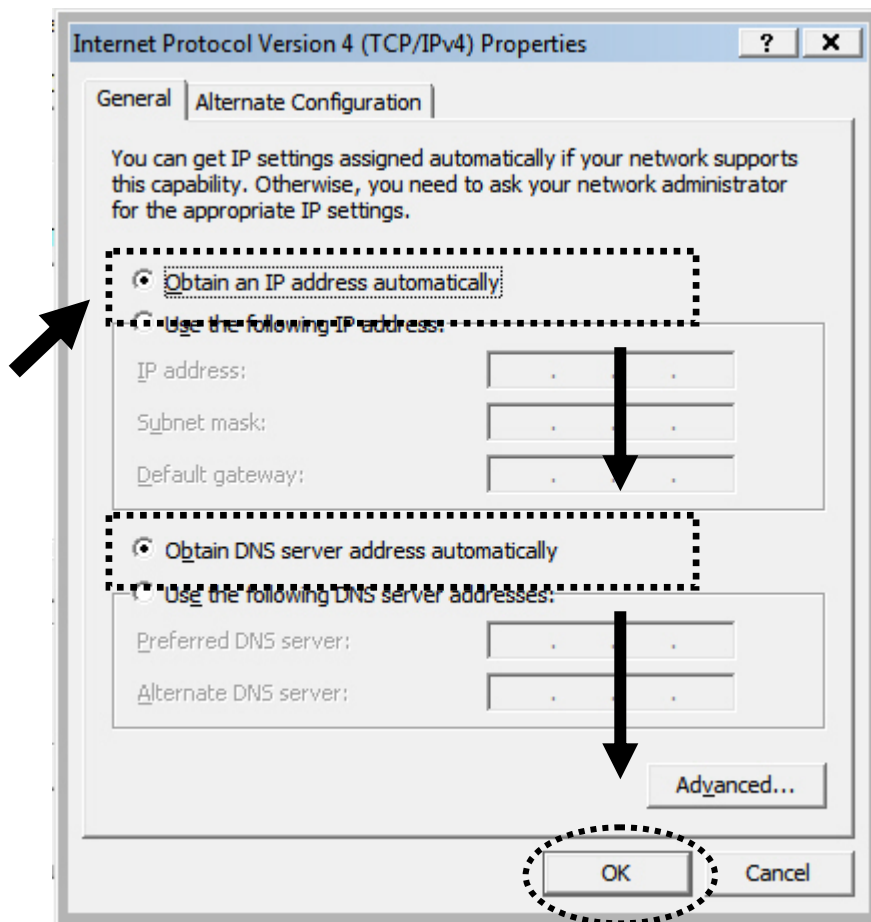 Internet Protocol Version 4 (TCP/IPv4) Properties
General
Alternate Configuration
You can get IP settings assigned automatically if your network supports
this capability. Otherwise, you need to ask your network administrator
for the appropriate IP settings.
Obtain an IP address automatically
Use the following IP address:
IP address:
Subnet mask:
Default gateway:
Obtain DNS server address automatically
Use the following DNS server addresses:
Preferred DNS server:
Alternate DNS server:
Advanced...
OK
Cancel